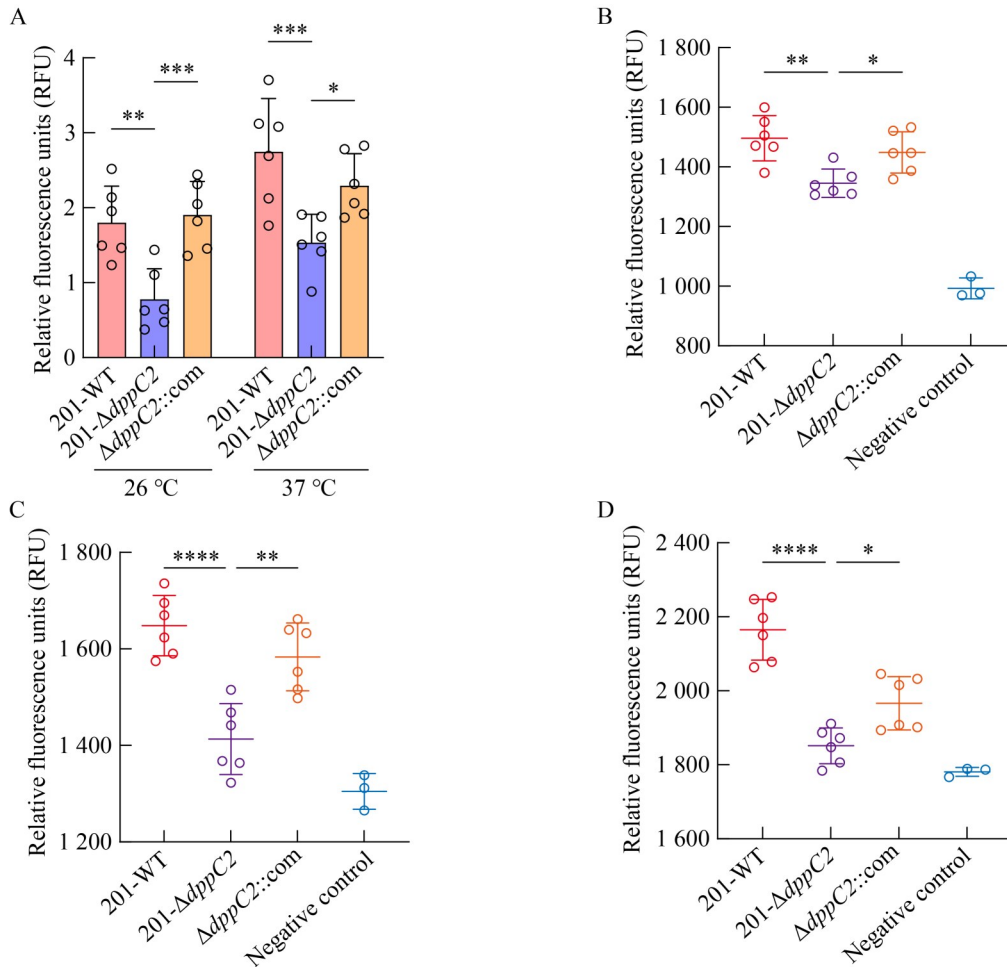 A
Relative fluorescence units (RFU)
4
3
2
1
0
**
***
***
*
201-WT
201-ΔdppC2
ΔdppC2::com
201-WT
201-ΔdppC2
ΔdppC2::com
26 °C
37 °C
B
Relative fluorescence units (RFU)
1 800
1 600
1 400
1 200
1 000
800
**
*
201-WT
201-ΔdppC2
ΔdppC2::com
Negative control
C
Relative fluorescence units (RFU)
1 800
1 600
1 400
1 200
****
**
201-WT
201-ΔdppC2
ΔdppC2::com
Negative control
D
Relative fluorescence units (RFU)
2 400
2 200
2 000
1 800
1 600
****
*
201-WT
201-ΔdppC2
ΔdppC2::com
Negative control